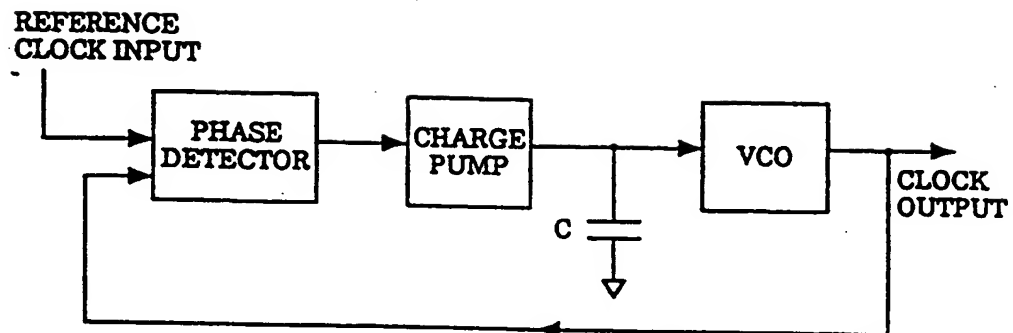 REFERENCE
CLOCK INPUT
PHASE
DETECTOR
CHARGE
PUMP
VCO
CLOCK
OUTPUT
C